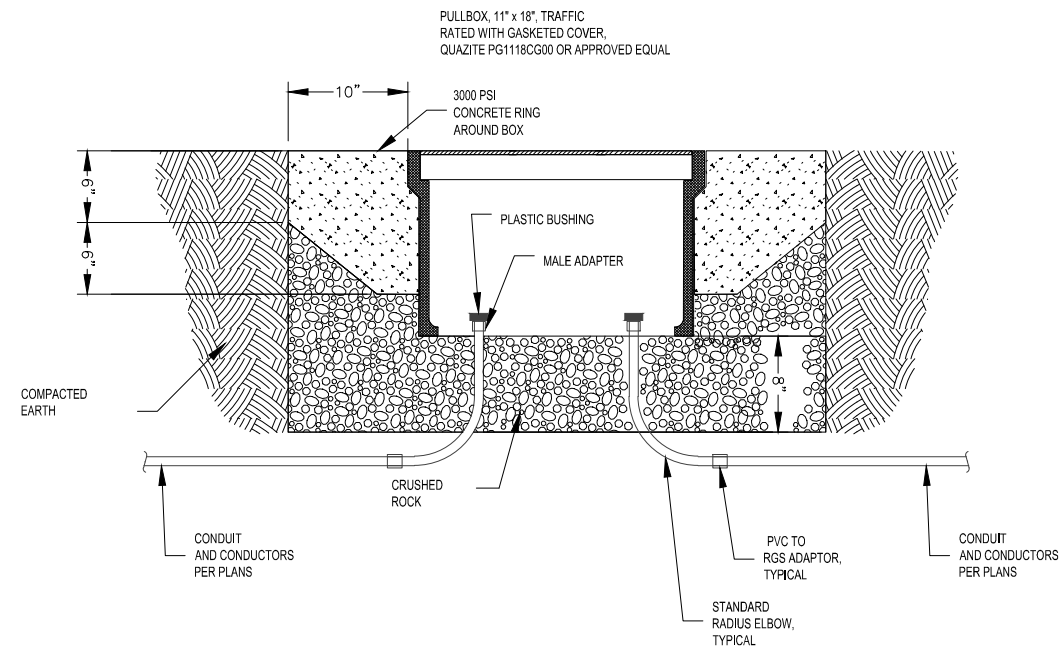 PULLBOX, 11" x 18", TRAFFIC
RATED WITH GASKETED COVER,
QUAZITE PG1118CG00 OR APPROVED EQUAL
10"
3000 PSI
CONCRETE RING
AROUND BOX
9"
9"
PLASTIC BUSHING
MALE ADAPTER
8"
COMPACTED
EARTH
CRUSHED
ROCK
CONDUIT
AND CONDUCTORS
PER PLANS
PVC TO
RGS ADAPTOR,
TYPICAL
CONDUIT
AND CONDUCTORS
PER PLANS
STANDARD
RADIUS ELBOW,
TYPICAL